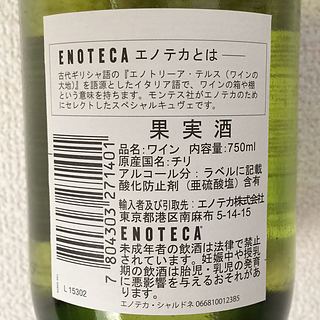 ENOTECA エノテカとは
古代ギリシャ語の『エノトリーア・テルス(ワインの
大地)』を語源としたイタリア語で、ワインの箱や棚
という意味を持ちます。モンテス社がエノテカのため
にセレクトしたスペシャルキュヴェです。
果実酒
品名:ワイン 内容量:750ml
原産国名:チリ
アルコール分:ラベルに記載
酸化防止剤(亜硫酸塩)含有
輸入者及び引取先:エノテカ株式会社
東京都港区南麻布5-14-15
ENOTECA
未成年者の飲酒は法律で禁止
されています。妊娠中や授乳
期の飲酒は胎児・乳児の発育
に悪影響を与えるおそれがあ
ります。
エノテカ・シャルドネ 0668100123B5
7804303271401
L 15302